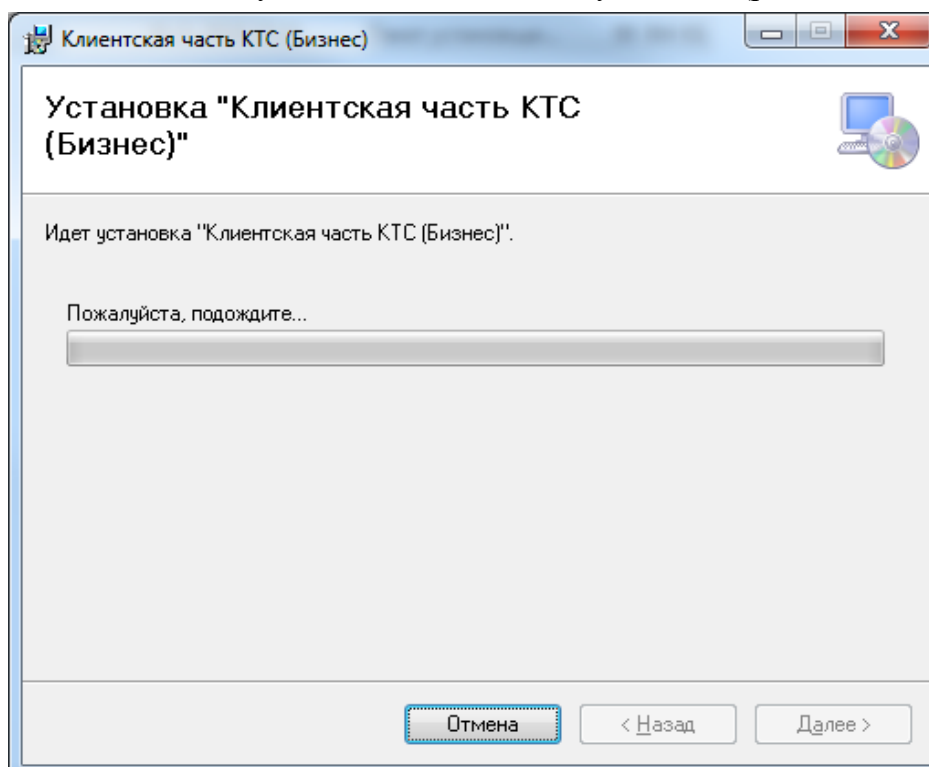 Клиентская часть КТС (Бизнес)
Установка "Клиентская часть КТС
(Бизнес)"
Идет установка "Клиентская часть КТС (Бизнес)".
Пожалуйста, подождите...
Отмена
< Назад
Далее >